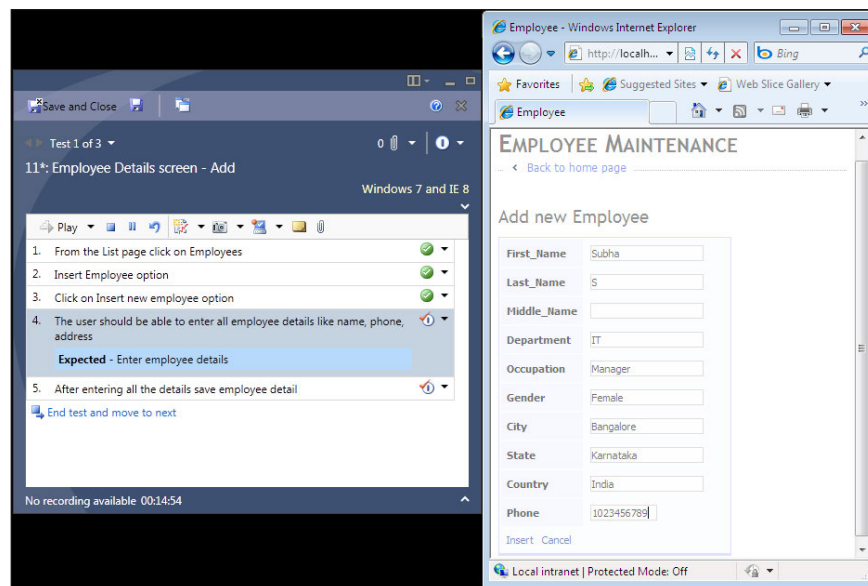 Save and Close
Test 1 of 3
0
11*: Employee Details screen - Add
Windows 7 and IE 8
Play
1. From the List page click on Employees
2. Insert Employee option
3. Click on Insert new employee option
4. The user should be able to enter all employee details like name, phone,
address
Expected - Enter employee details
5. After entering all the details save employee detail
End test and move to next
No recording available 00:14:54
Employee - Windows Internet Explorer
http://localh...
Bing
Favorites
Suggested Sites
Web Slice Gallery
Employee
EMPLOYEE MAINTENANCE
Back to home page
Add new Employee
First_Name Subha
Last_Name S
Middle_Name
Department IT
Occupation Manager
Gender Female
City Bangalore
State Karnataka
Country India
Phone 1023456789
Insert Cancel
Local intranet | Protected Mode: Off